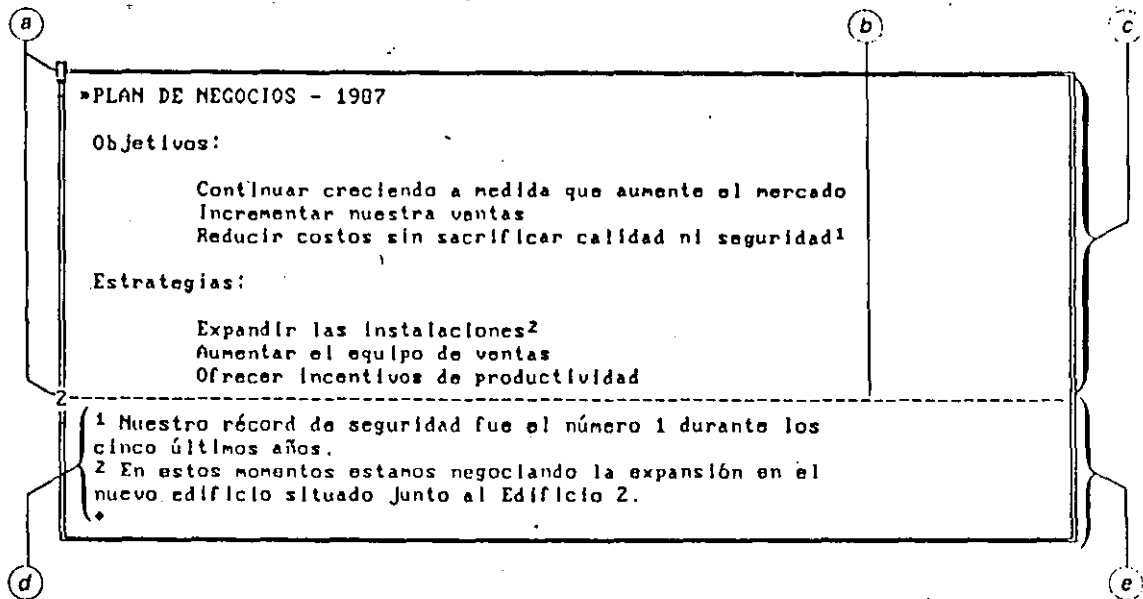 a
b
c
1
»PLAN DE NEGOCIOS - 1987
Objetivos:
Continuar creciendo a medida que aumente el mercado
Incrementar nuestra ventas
Reducir costos sin sacrificar calidad ni seguridad¹
Estrategias:
Expandir las instalaciones²
Aumentar el equipo de ventas
Ofrecer incentivos de productividad
2
¹ Nuestro récord de seguridad fue el número 1 durante los
cinco últimos años.
² En estos momentos estamos negociando la expansión en el
nuevo edificio situado junto al Edificio 2.
d
e